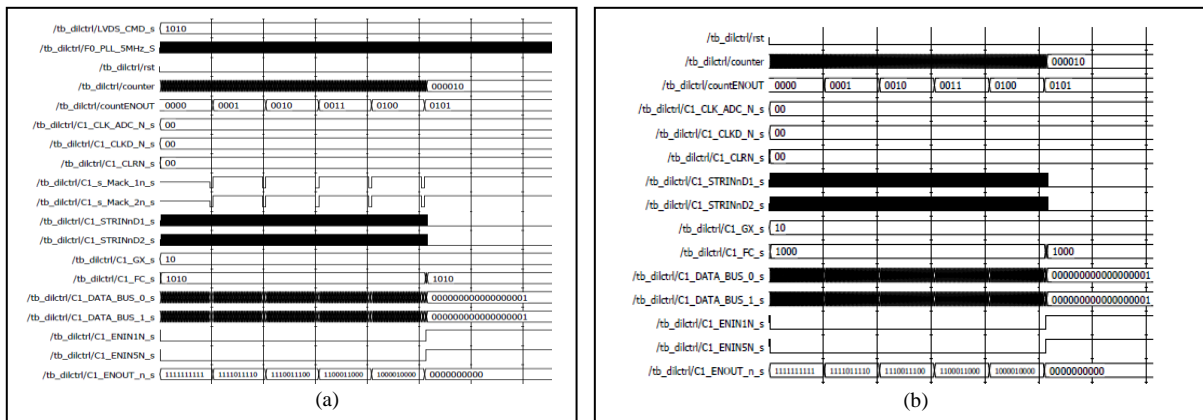 /tb_dilctrl/LVDS_CMD_s 1010
/tb_dilctrl/F0_PLL_5MHz_S
/tb_dilctrl/rst
/tb_dilctrl/counter 000010
/tb_dilctrl/countENOUT 0000 0001 0010 0011 0100 0101
/tb_dilctrl/C1_CLK_ADC_N_s 00
/tb_dilctrl/C1_CLKD_N_s 00
/tb_dilctrl/C1_CLRN_s 00
/tb_dilctrl/C1_s_Mack_1n_s
/tb_dilctrl/C1_s_Mack_2n_s
/tb_dilctrl/C1_STRINnD1_s
/tb_dilctrl/C1_STRINnD2_s
/tb_dilctrl/C1_GX_s 10
/tb_dilctrl/C1_FC_s 1010 1010
/tb_dilctrl/C1_DATA_BUS_0_s 000000000000000001
/tb_dilctrl/C1_DATA_BUS_1_s 000000000000000001
/tb_dilctrl/C1_ENIN1N_s
/tb_dilctrl/C1_ENIN5N_s
/tb_dilctrl/C1_ENOUT_n_s 1111111111 1111011110 1110011100 1100011000 1000010000 0000000000
(a)
/tb_dilctrl/rst
/tb_dilctrl/counter 000010
/tb_dilctrl/countENOUT 0000 0001 0010 0011 0100 0101
/tb_dilctrl/C1_CLK_ADC_N_s 00
/tb_dilctrl/C1_CLKD_N_s 00
/tb_dilctrl/C1_CLRN_s 00
/tb_dilctrl/C1_STRINnD1_s
/tb_dilctrl/C1_STRINnD2_s
/tb_dilctrl/C1_GX_s 10
/tb_dilctrl/C1_FC_s 1000 1000
/tb_dilctrl/C1_DATA_BUS_0_s 000000000000000001
/tb_dilctrl/C1_DATA_BUS_1_s 000000000000000001
/tb_dilctrl/C1_ENIN1N_s
/tb_dilctrl/C1_ENIN5N_s
/tb_dilctrl/C1_ENOUT_n_s 1111111111 1111011110 1110011100 1100011000 1000010000 0000000000
(b)